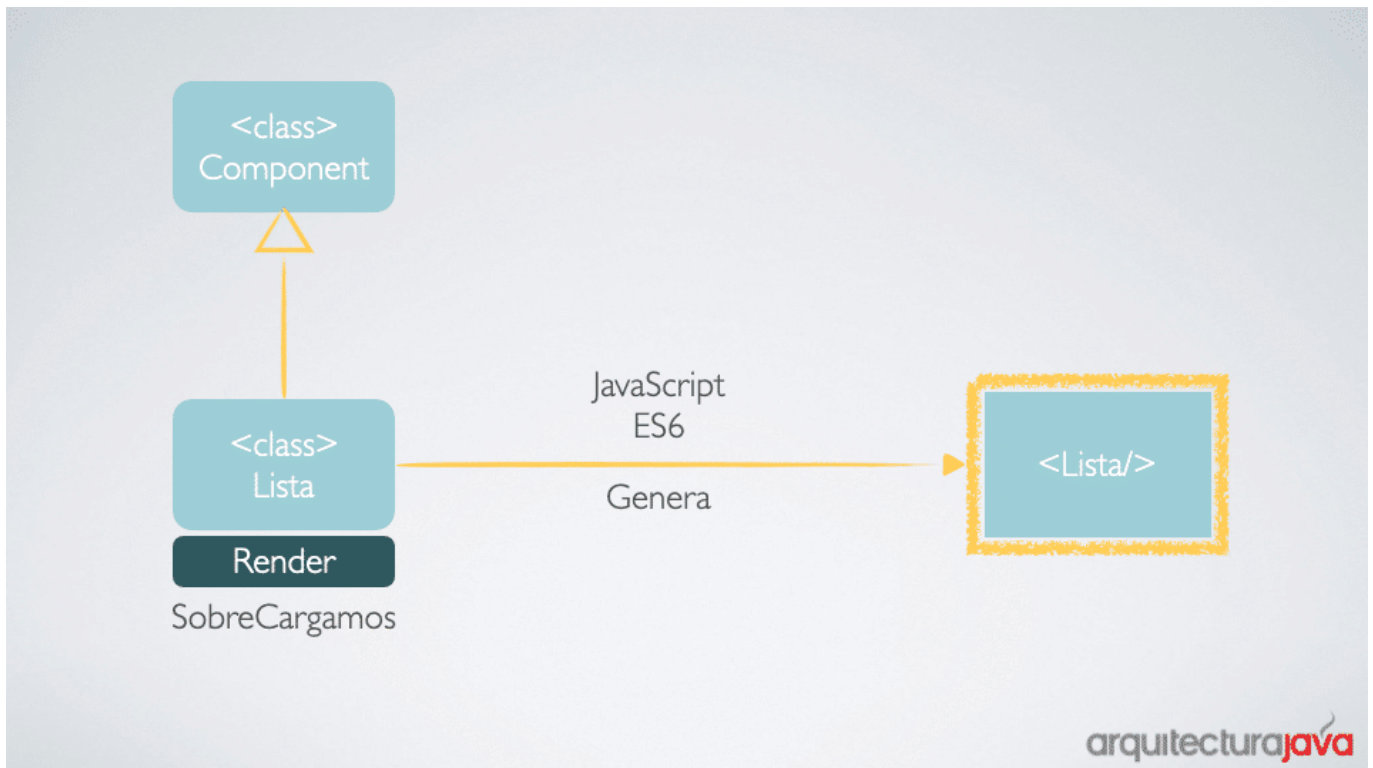 <class>
Component
JavaScript
ES6
<class>
Lista
<Lista/>
Genera
Render
SobreCargamos
arquitecturajava